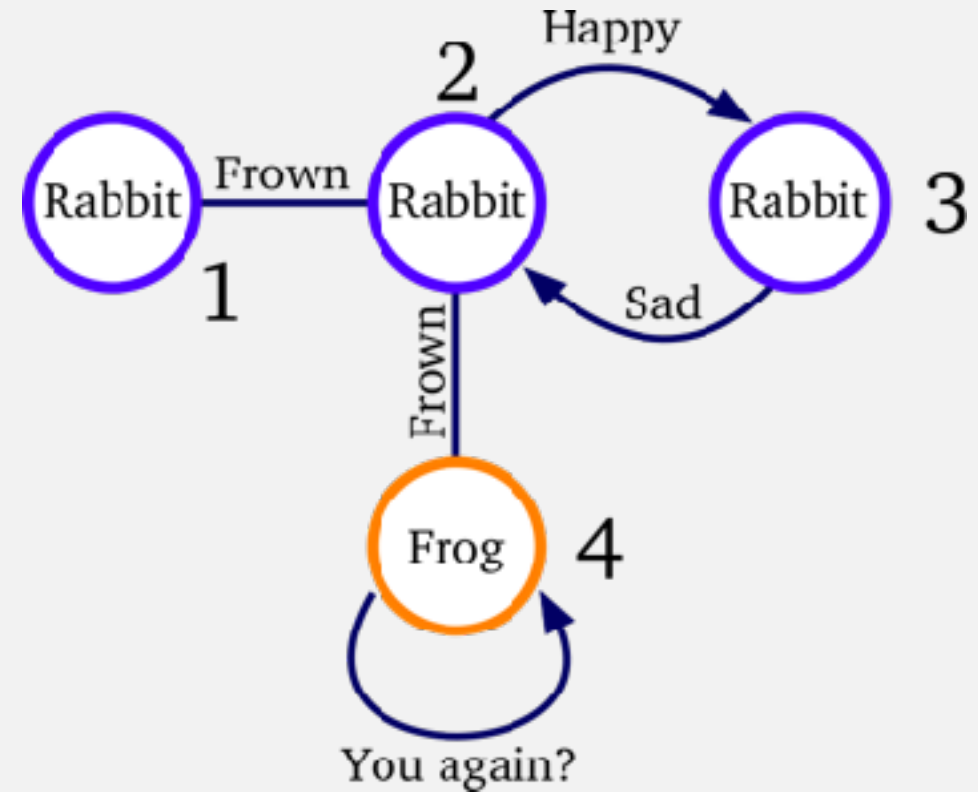 Happy
2
Rabbit
Frown
Rabbit
Rabbit
3
1
Sad
Frown
Frog
4
You again?